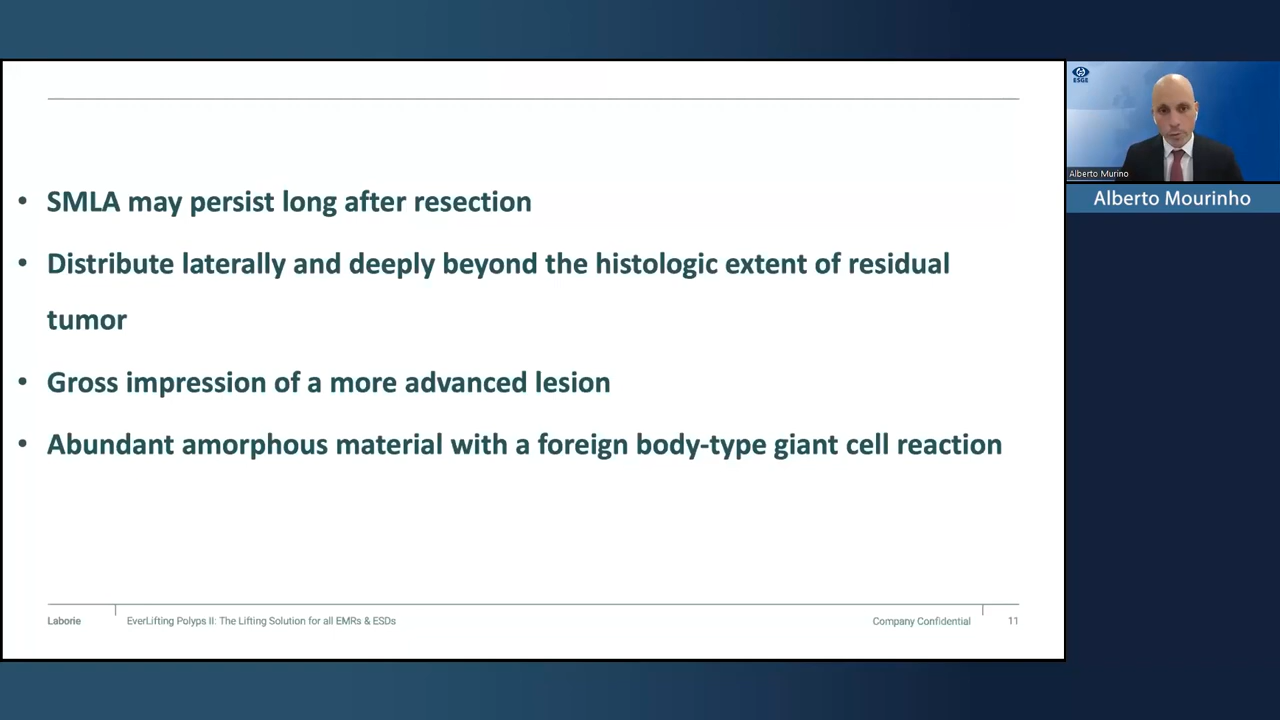 • SMLA may persist long after resection
• Distribute laterally and deeply beyond the histologic extent of residual
tumor
• Gross impression of a more advanced lesion
• Abundant amorphous material with a foreign body-type giant cell reaction
Laborie
EverLifting Polyps II: The Lifting Solution for all EMRs & ESDs
Company Confidential
11
ESGE
Alberto Murino
Alberto Mourinho